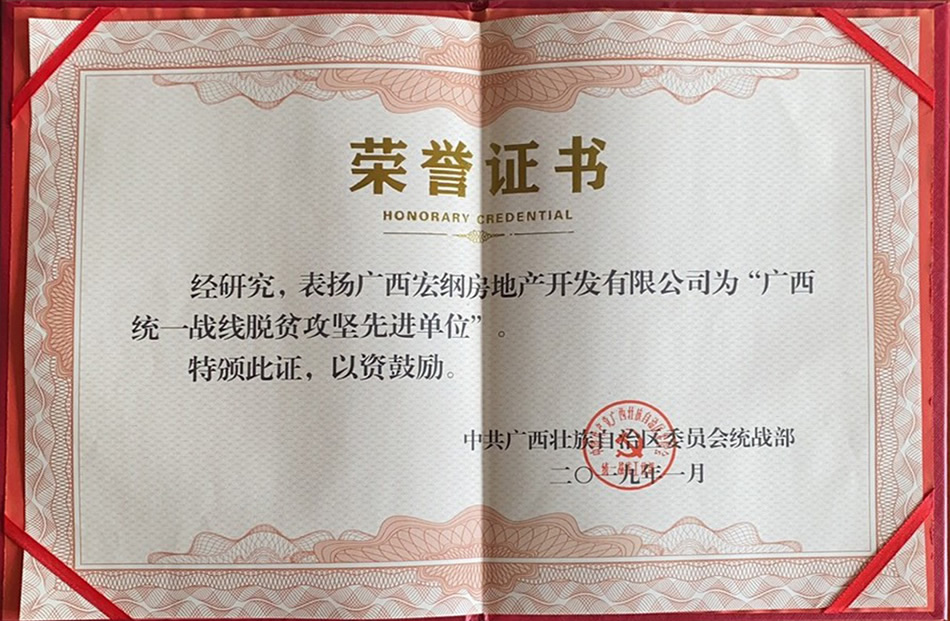 荣誉证书
HONORARY CREDENTIAL
经研究，表扬广西宏纲房地产开发有限公司为“广西
统一战线脱贫攻坚先进单位”。
特颁此证，以资鼓励。
中共广西壮族自治区委员会统战部
二〇一九年一月